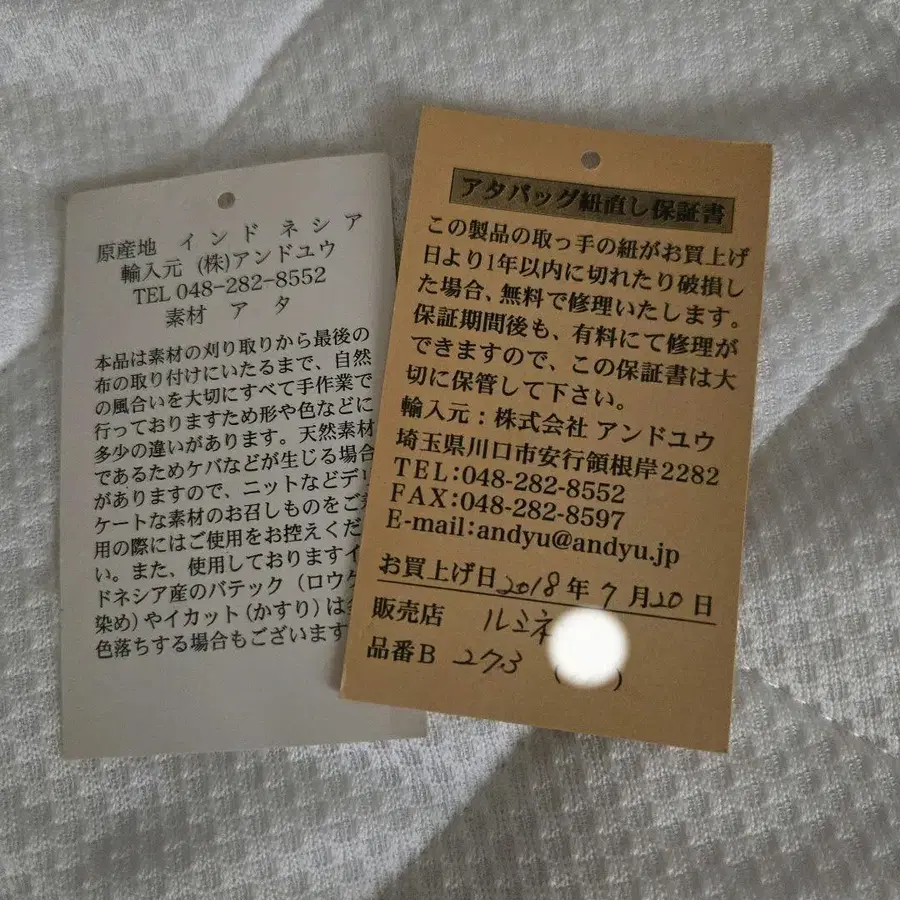 原産地 インドネシア
輸入元 (株)アンドユウ
TEL 048-282-8552
素材 アタ
本品は素材の刈り取りから最後の
布の取り付けにいたるまで、自然
の風合いを大切にすべて手作業で
行っておりますため形や色などに
多少の違いがあります。天然素材
であるためケバなどが生じる場合
がありますので、ニットなどデリ
ケートな素材のお召しものをご
用の際にはご使用をお控えくだ
い。また、使用しておりますイ
ドネシア産のバテック(ロウケ
染め)やイカット(かすり)は
色落ちする場合もございます
アタバッグ紐直し保証書
この製品の取っ手の紐がお買上げ
日より1年以内に切れたり破損し
た場合、無料で修理いたします。
保証期間後も、有料にて修理が
できますので、この保証書は大
切に保管して下さい。
輸入元:株式会社 アンドユウ
埼玉県川口市安行領根岸2282
TEL:048-282-8552
FAX:048-282-8597
E-mail:andyu@andyu.jp
お買上げ日2018年7月20日
販売店 ルミネ
品番B 273 ( )